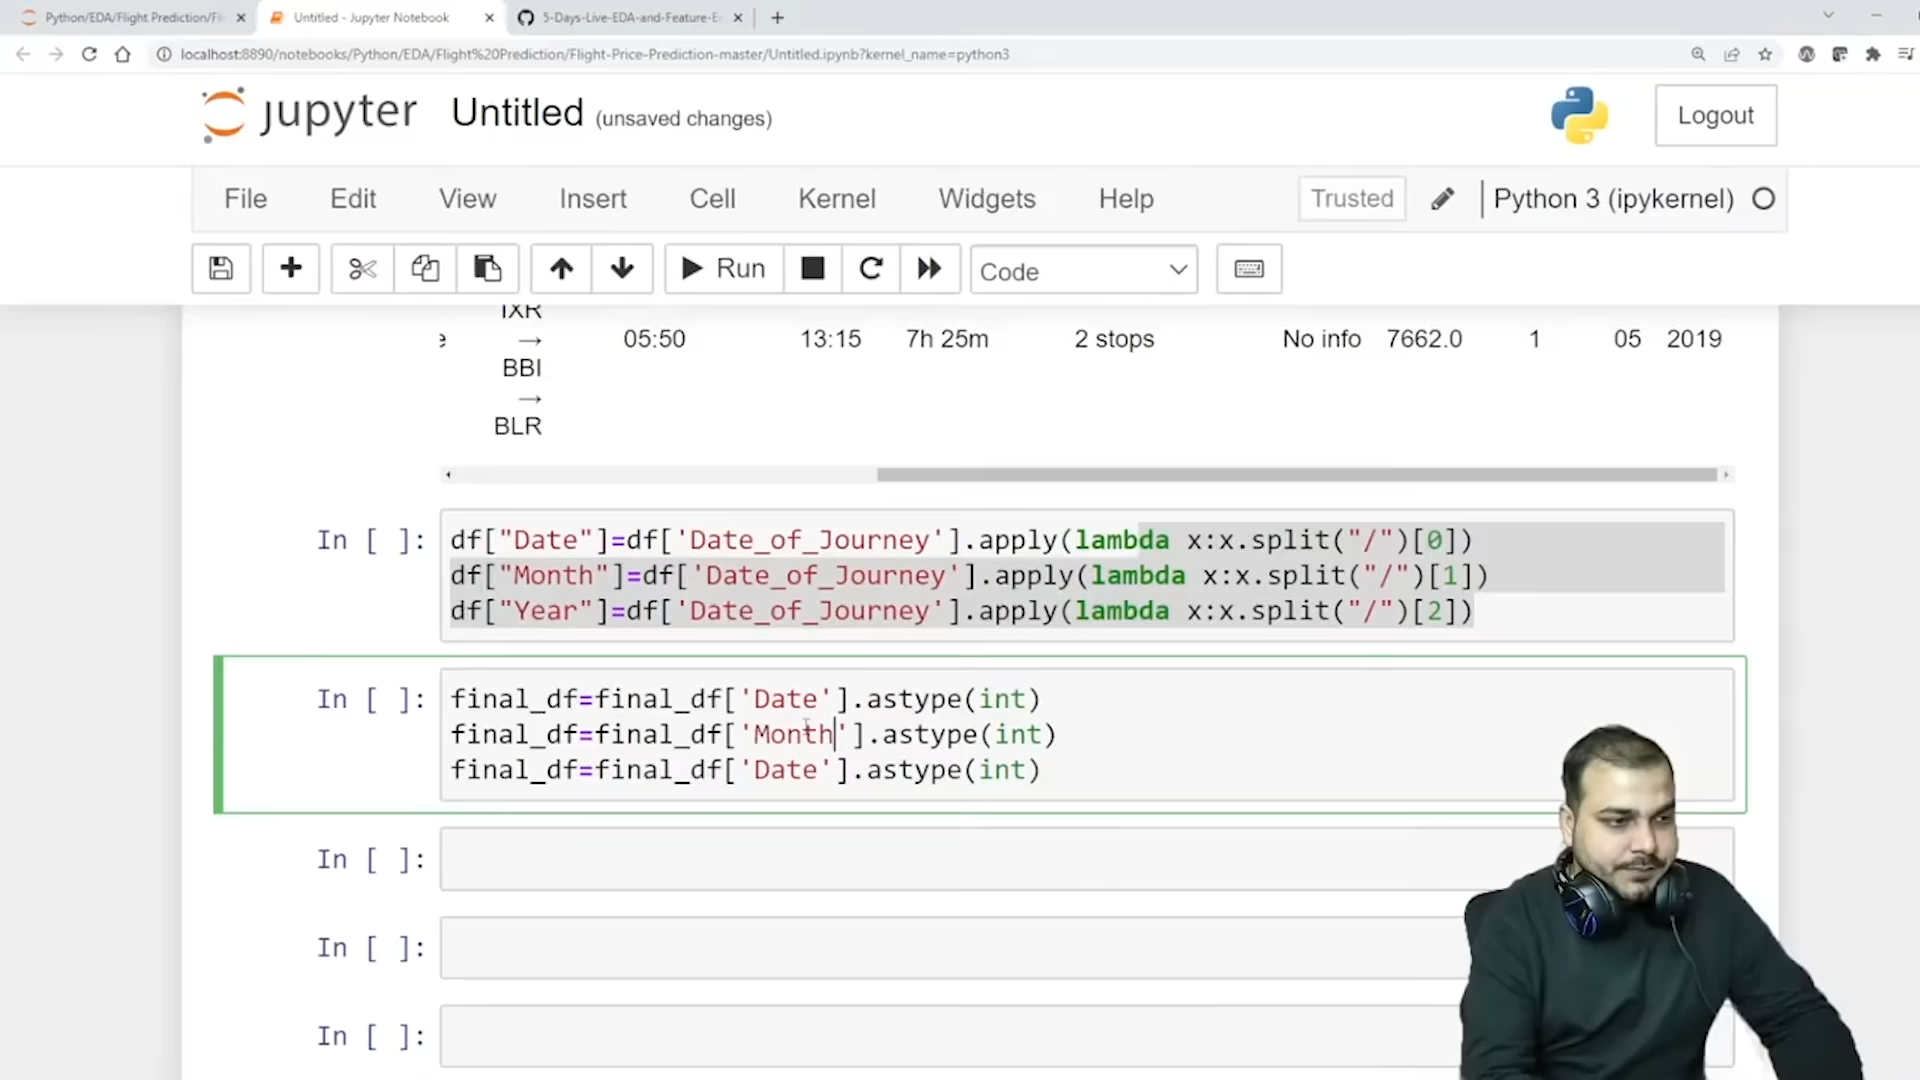 Python/EDA/Flight Prediction/Fl
Untitled - Jupyter Notebook
5-Days-Live-EDA-and-Feature-E
localhost:8890/notebooks/Python/EDA/Flight%20Prediction/Flight-Price-Prediction-master/Untitled.ipynb?kernel_name=python3
jupyter Untitled (unsaved changes)
Logout
File Edit View Insert Cell Kernel Widgets Help Trusted Python 3 (ipykernel)
Run Code
IXR
e → 05:50 13:15 7h 25m 2 stops No info 7662.0 1 05 2019
BBI
→
BLR
In [ ]: df["Date"]=df['Date_of_Journey'].apply(lambda x:x.split("/")[0])
df["Month"]=df['Date_of_Journey'].apply(lambda x:x.split("/")[1])
df["Year"]=df['Date_of_Journey'].apply(lambda x:x.split("/")[2])
In [ ]: final_df=final_df['Date'].astype(int)
final_df=final_df['Month'].astype(int)
final_df=final_df['Date'].astype(int)
In [ ]:
In [ ]:
In [ ]: